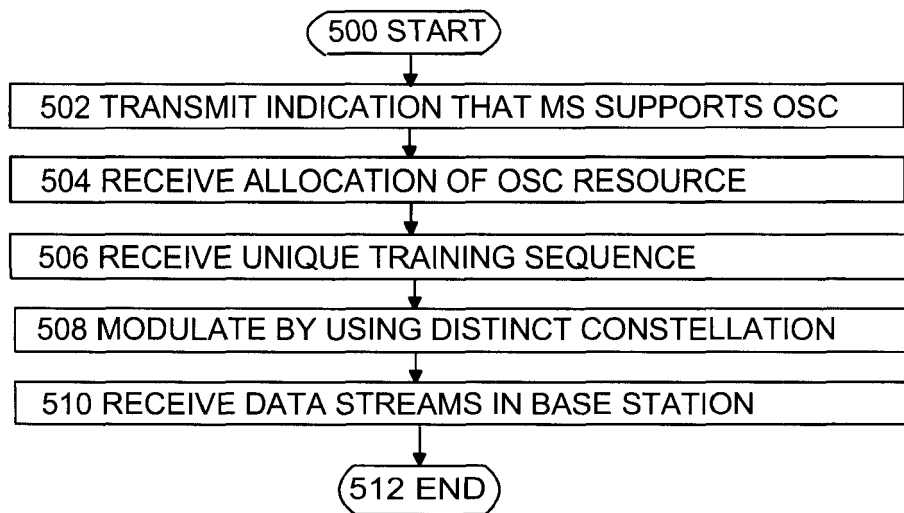 500 START
502 TRANSMIT INDICATION THAT MS SUPPORTS OSC
504 RECEIVE ALLOCATION OF OSC RESOURCE
506 RECEIVE UNIQUE TRAINING SEQUENCE
508 MODULATE BY USING DISTINCT CONSTELLATION
510 RECEIVE DATA STREAMS IN BASE STATION
512 END